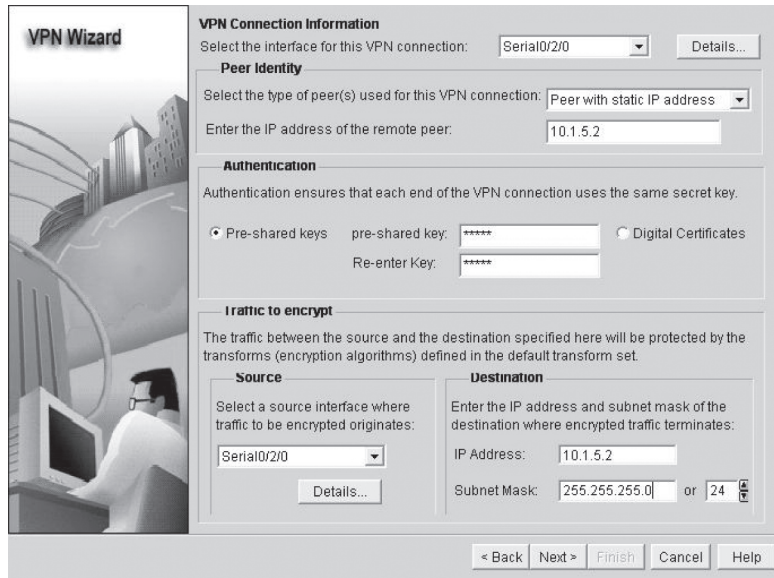 VPN Wizard
VPN Connection Information
Select the interface for this VPN connection: Serial0/2/0 Details...
Peer Identity
Select the type of peer(s) used for this VPN connection: Peer with static IP address
Enter the IP address of the remote peer: 10.1.5.2
Authentication
Authentication ensures that each end of the VPN connection uses the same secret key.
Pre-shared keys pre-shared key: ***** Digital Certificates
Re-enter Key: *****
Traffic to encrypt
The traffic between the source and the destination specified here will be protected by the
transforms (encryption algorithms) defined in the default transform set.
Source
Select a source interface where
traffic to be encrypted originates:
Serial0/2/0
Details...
Destination
Enter the IP address and subnet mask of the
destination where encrypted traffic terminates:
IP Address: 10.1.5.2
Subnet Mask: 255.255.255.0 or 24
< Back Next > Finish Cancel Help